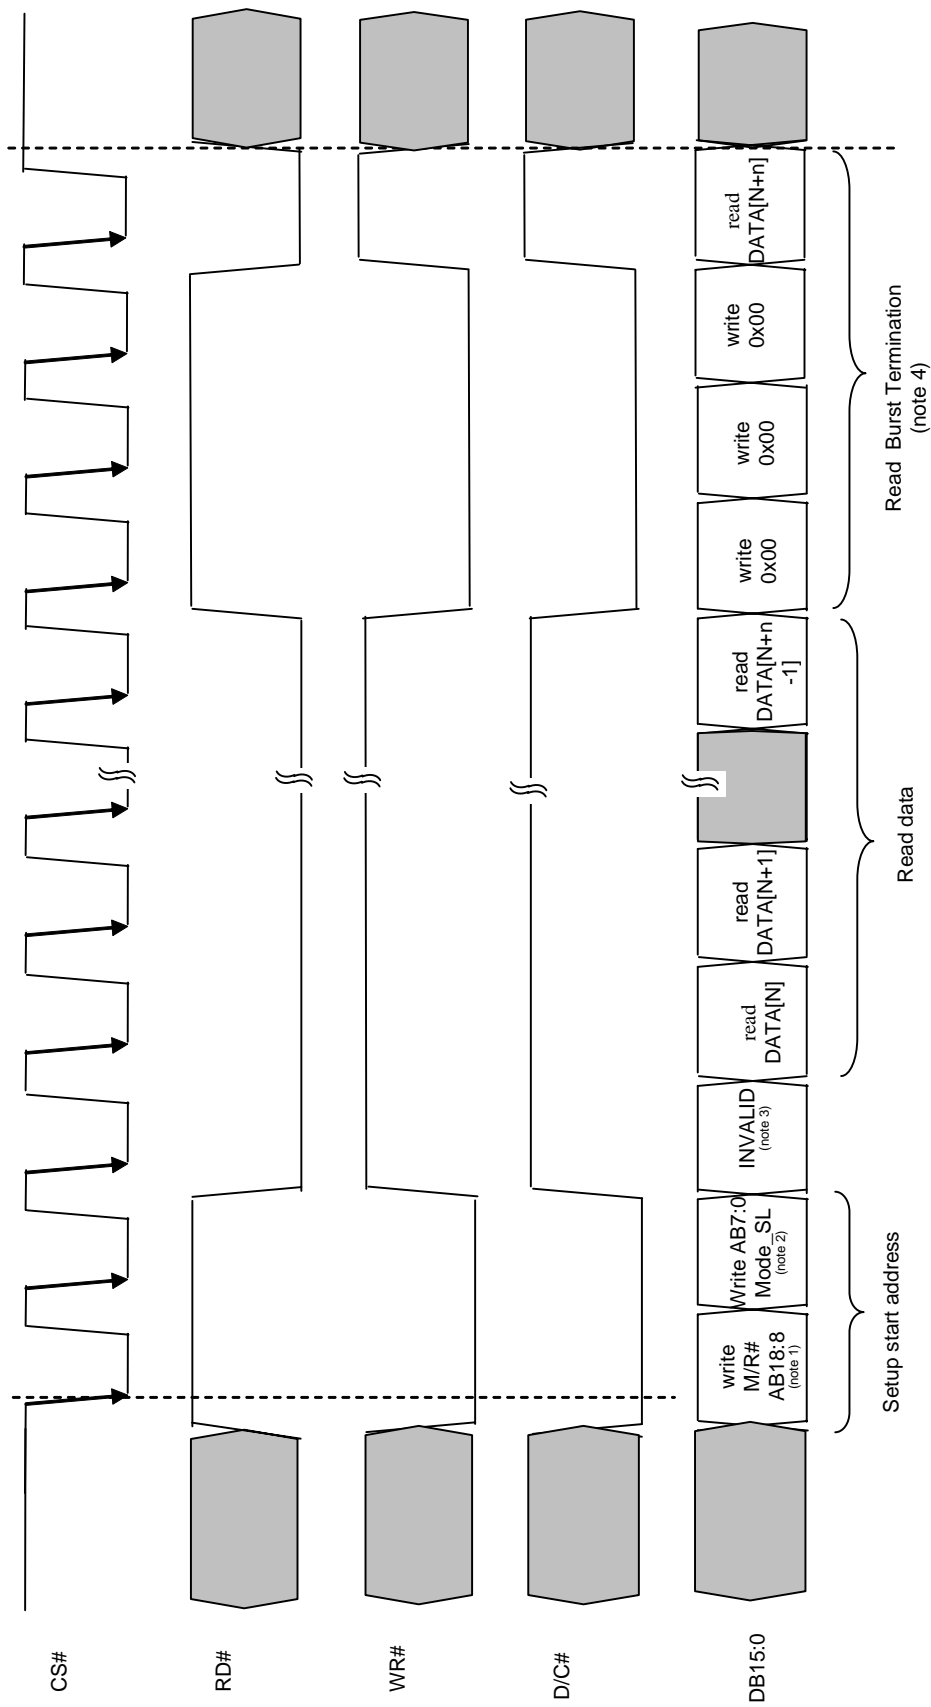 CS#
RD#
WR#
D/C#
DB15:0
write
M/R#
AB18:8
(note 1)
Write AB7:0
Mode_SL
(note 2)
INVALID
(note 3)
read
DATA[N]
read
DATA[N+1]
read
DATA[N+n
-1]
write
0x00
write
0x00
write
0x00
read
DATA[N+n]
Setup start address
Read data
Read Burst Termination
(note 4)